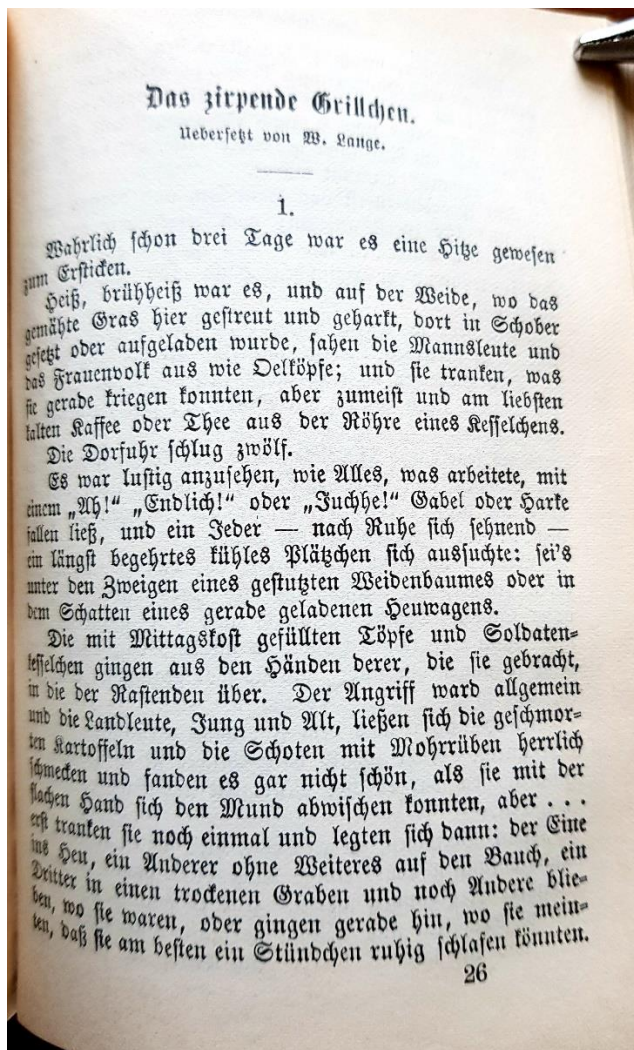 Das zirpende Grillchen.
Uebersetzt von W. Lange.
1.
Wahrlich schon drei Tage war es eine Hitze gewesen
zum Ersticken.
Heiß, brühheiß war es, und auf der Weide, wo das
gemähte Gras hier gestreut und geharkt, dort in Schober
gesetzt oder aufgeladen wurde, sahen die Mannsleute und
das Frauenvolk aus wie Oelköpfe; und sie tranken, was
sie gerade kriegen konnten, aber zumeist und am liebsten
kalten Kaffee oder Thee aus der Röhre eines Kesselchens.
Die Dorfuhr schlug zwölf.
Es war lustig anzusehen, wie Alles, was arbeitete, mit
einem „Ah!“ „Endlich!“ oder „Juchhe!“ Gabel oder Harke
fallen ließ, und ein Jeder — nach Ruhe sich sehnend —
ein längst begehrtes kühles Plätzchen sich aussuchte: sei's
unter den Zweigen eines gestutzten Weidenbaumes oder in
dem Schatten eines gerade geladenen Heuwagens.
Die mit Mittagskost gefüllten Töpfe und Soldaten-
kesselchen gingen aus den Händen derer, die sie gebracht,
in die der Rastenden über. Der Angriff ward allgemein
und die Landleute, Jung und Alt, ließen sich die geschmor-
ten Kartoffeln und die Schoten mit Mohrrüben herrlich
schmecken und fanden es gar nicht schön, als sie mit der
flachen Hand sich den Mund abwischen konnten, aber . . .
erst tranken sie noch einmal und legten sich dann: der Eine
ins Heu, ein Anderer ohne Weiteres auf den Bauch, ein
Dritter in einen trockenen Graben und noch Andere blie-
ben, wo sie waren, oder gingen gerade hin, wo sie mein-
ten, daß sie am besten ein Stündchen ruhig schlafen könnten.
26